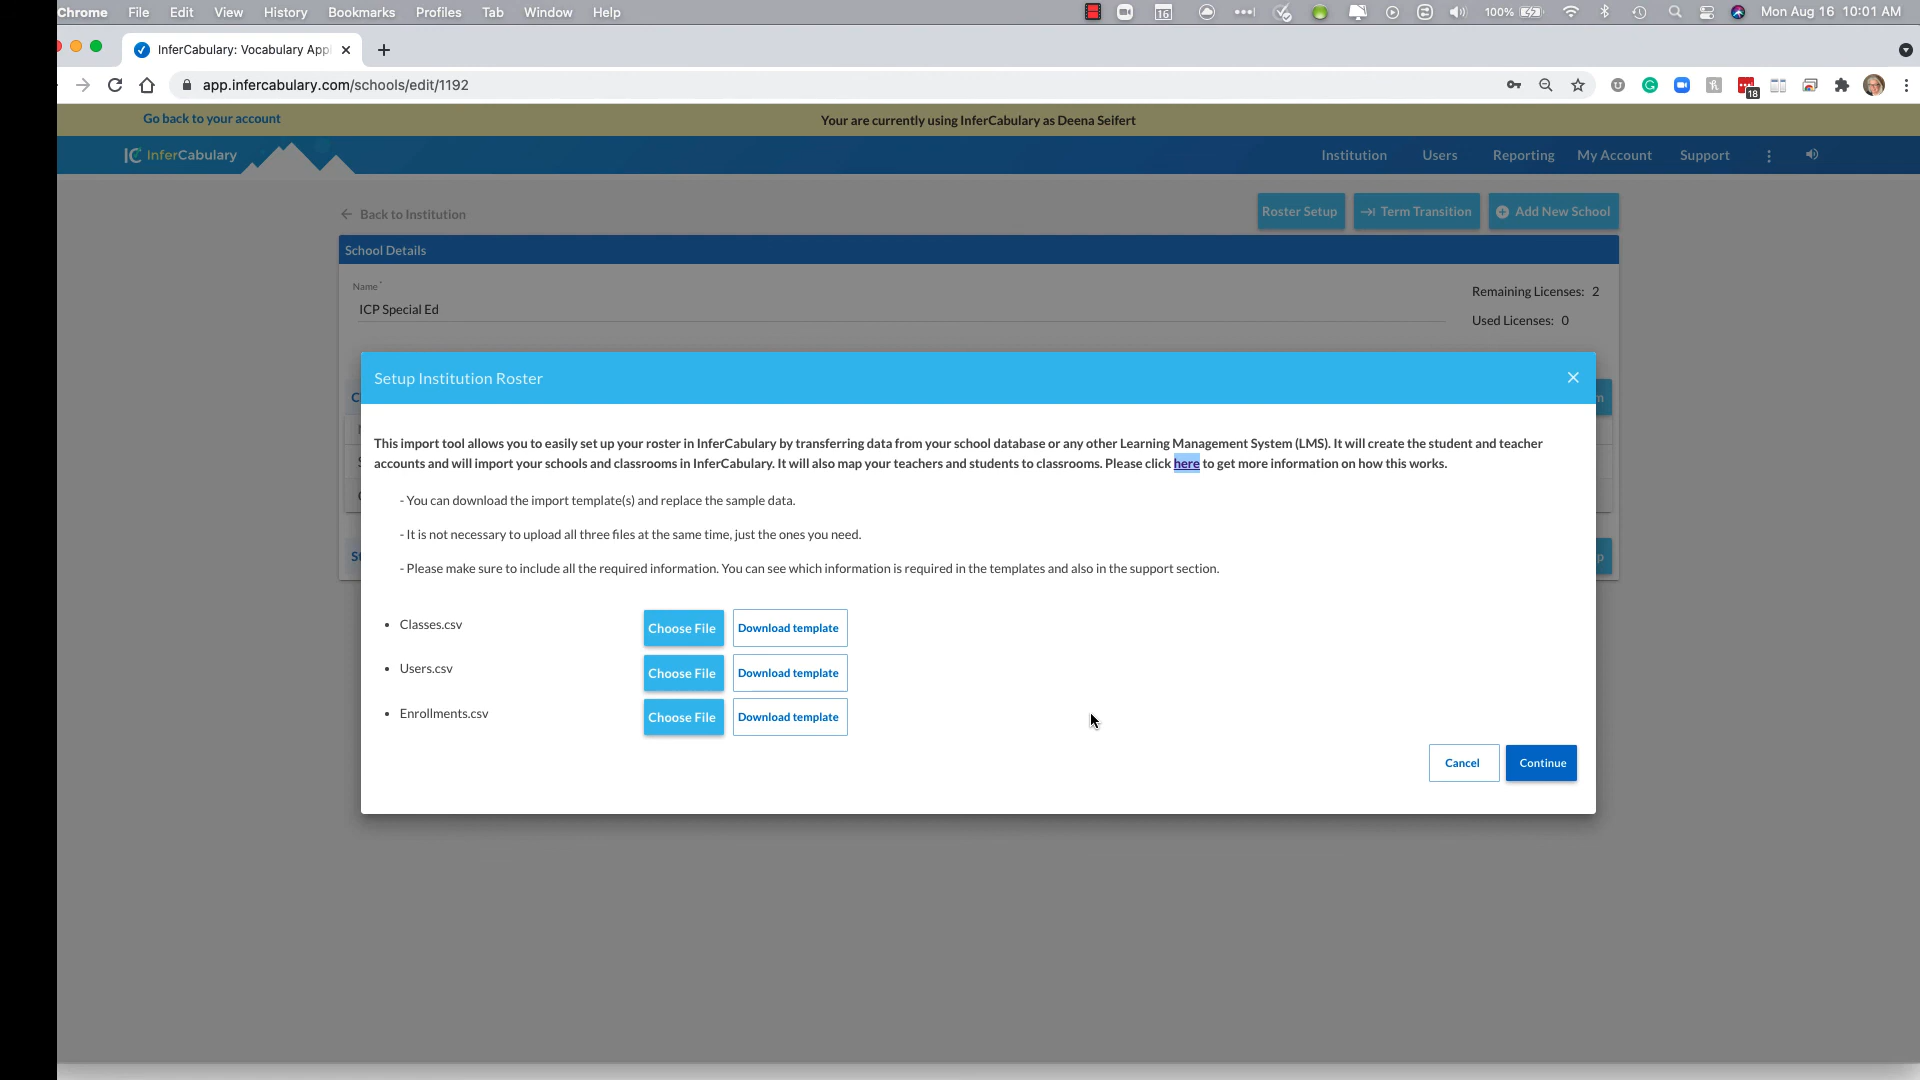 Chrome File Edit View History Bookmarks Profiles Tab Window Help 16 100% Mon Aug 16 10:01 AM
InferCabulary: Vocabulary Appl
app.infercabulary.com/schools/edit/1192 18
Go back to your account Your are currently using InferCabulary as Deena Seifert
IC InferCabulary Institution Users Reporting My Account Support
Back to Institution Roster Setup Term Transition Add New School
School Details
Name*
ICP Special Ed
Remaining Licenses: 2
Used Licenses: 0
Setup Institution Roster
This import tool allows you to easily set up your roster in InferCabulary by transferring data from your school database or any other Learning Management System (LMS). It will create the student and teacher
accounts and will import your schools and classrooms in InferCabulary. It will also map your teachers and students to classrooms. Please click here to get more information on how this works.
- You can download the import template(s) and replace the sample data.
- It is not necessary to upload all three files at the same time, just the ones you need.
- Please make sure to include all the required information. You can see which information is required in the templates and also in the support section.
• Classes.csv Choose File Download template
• Users.csv Choose File Download template
• Enrollments.csv Choose File Download template
Cancel Continue